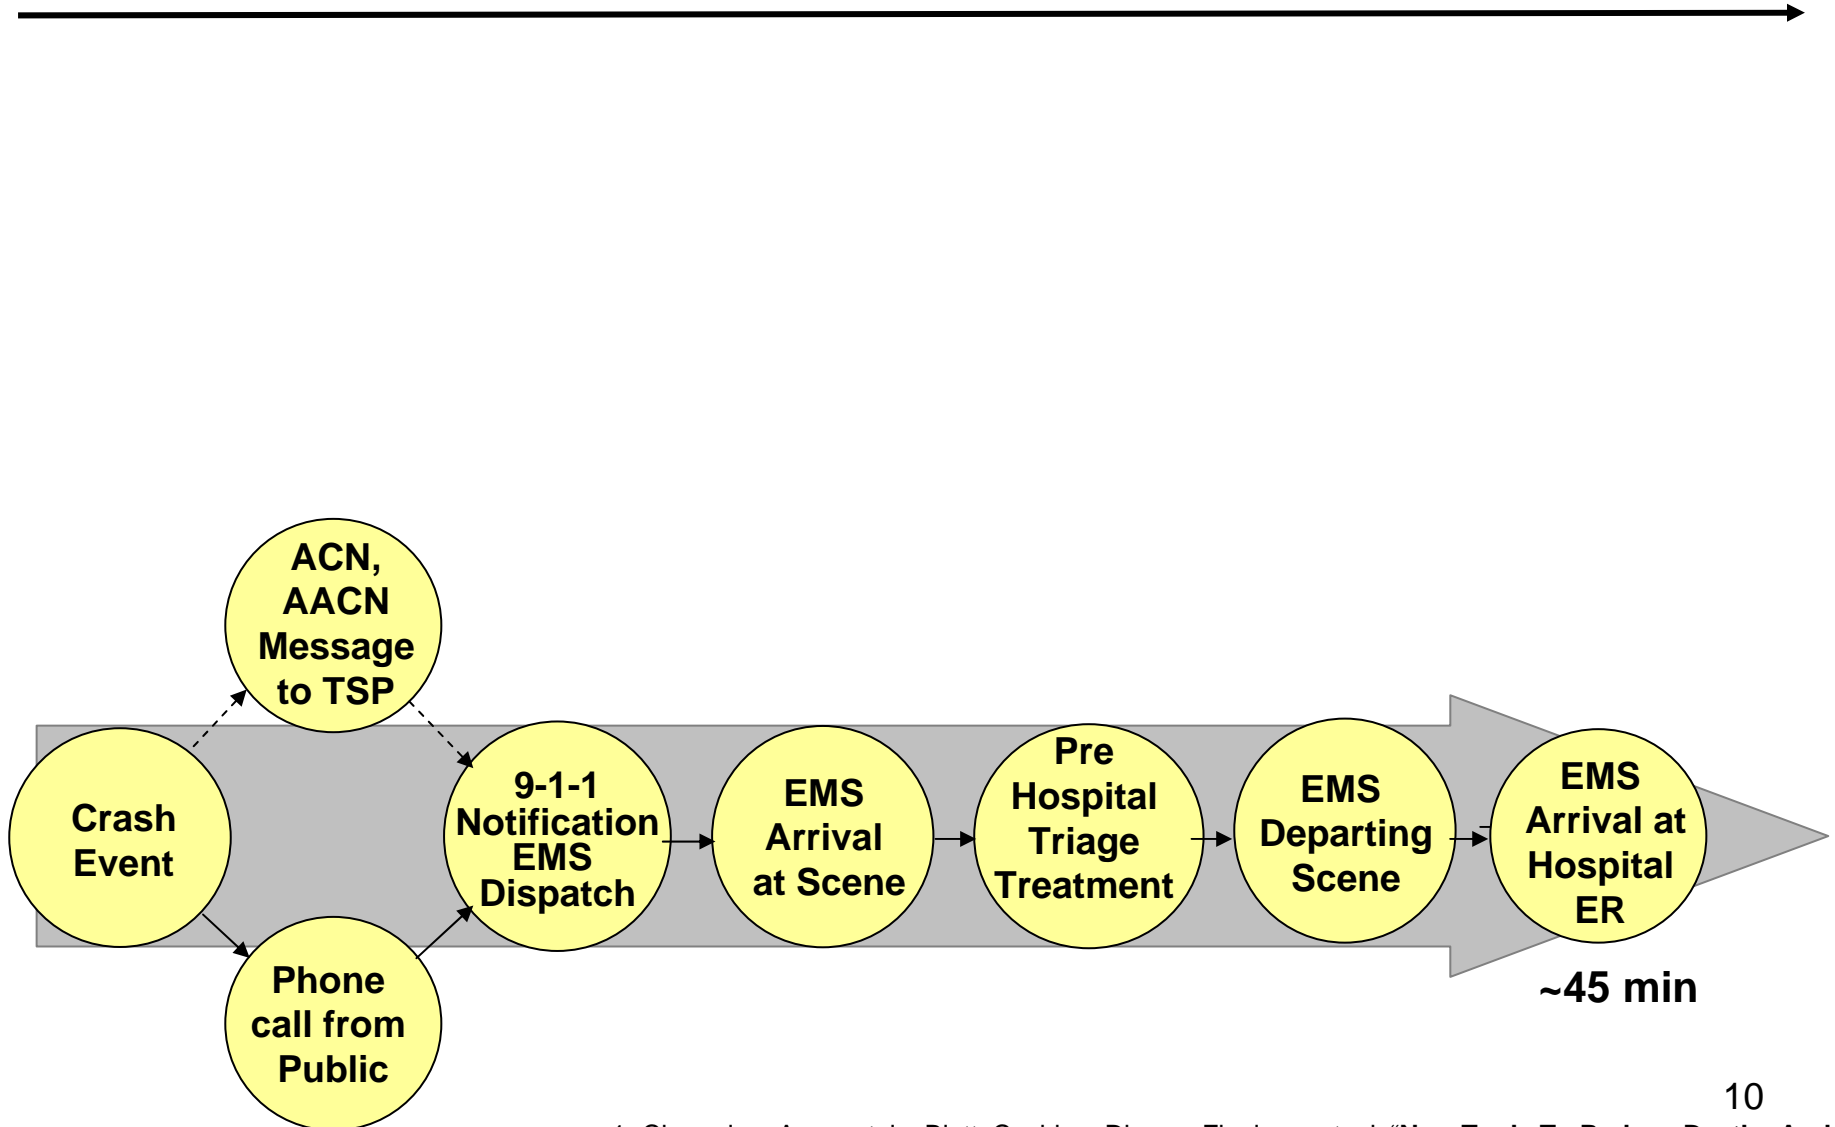 ACN,
AACN
Message
to TSP
Crash
Event
Phone
call from
Public
9-1-1
Notification
EMS
Dispatch
EMS
Arrival
at Scene
Pre
Hospital
Triage
Treatment
EMS
Departing
Scene
EMS
Arrival at
Hospital
ER
~45 min
10